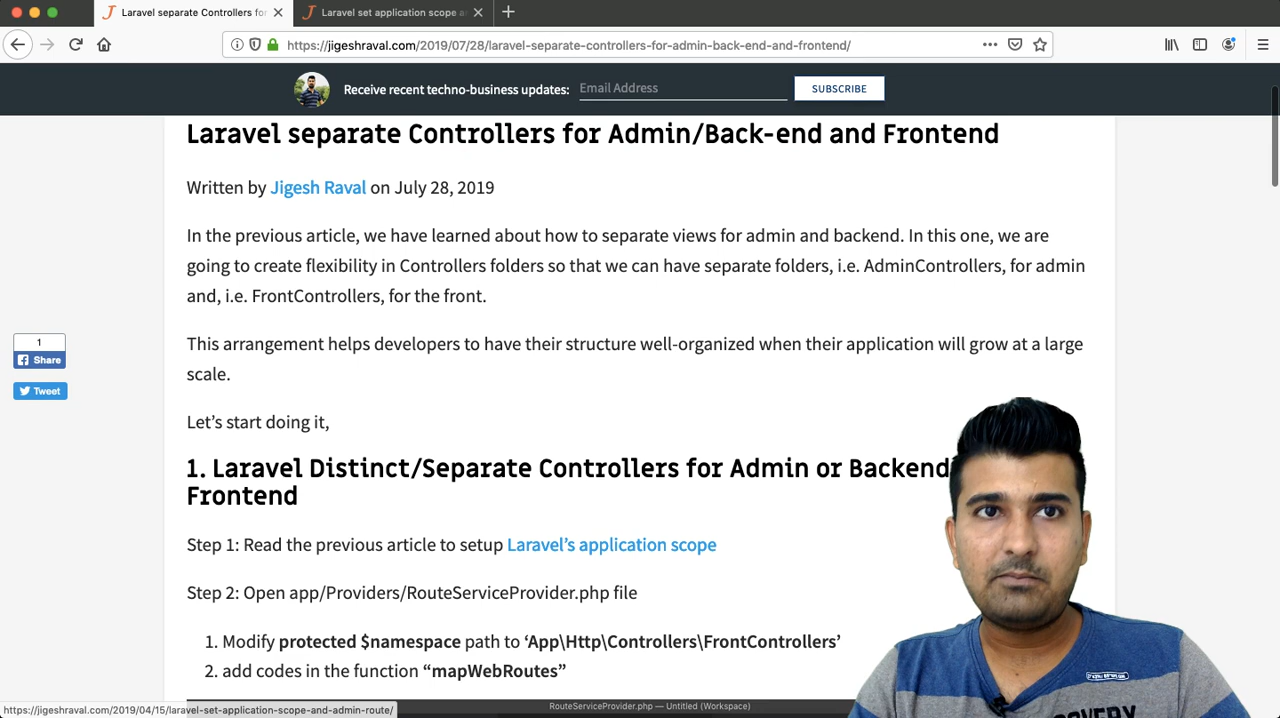 Laravel separate Controllers for
Laravel set application scope a
https://jigeshraval.com/2019/07/28/laravel-separate-controllers-for-admin-back-end-and-frontend/
Receive recent techno-business updates:
Email Address
SUBSCRIBE
Laravel separate Controllers for Admin/Back-end and Frontend
Written by Jigesh Raval on July 28, 2019
In the previous article, we have learned about how to separate views for admin and backend. In this one, we are
going to create flexibility in Controllers folders so that we can have separate folders, i.e. AdminControllers, for admin
and, i.e. FrontControllers, for the front.
1
Share
Tweet
This arrangement helps developers to have their structure well-organized when their application will grow at a large
scale.
Let’s start doing it,
1. Laravel Distinct/Separate Controllers for Admin or Backend
Frontend
Step 1: Read the previous article to setup Laravel’s application scope
Step 2: Open app/Providers/RouteServiceProvider.php file
1. Modify protected $namespace path to ‘App\Http\Controllers\FrontControllers’
2. add codes in the function “mapWebRoutes”
RouteServiceProvider.php — Untitled (Workspace)
https://jigeshraval.com/2019/04/15/laravel-set-application-scope-and-admin-route/